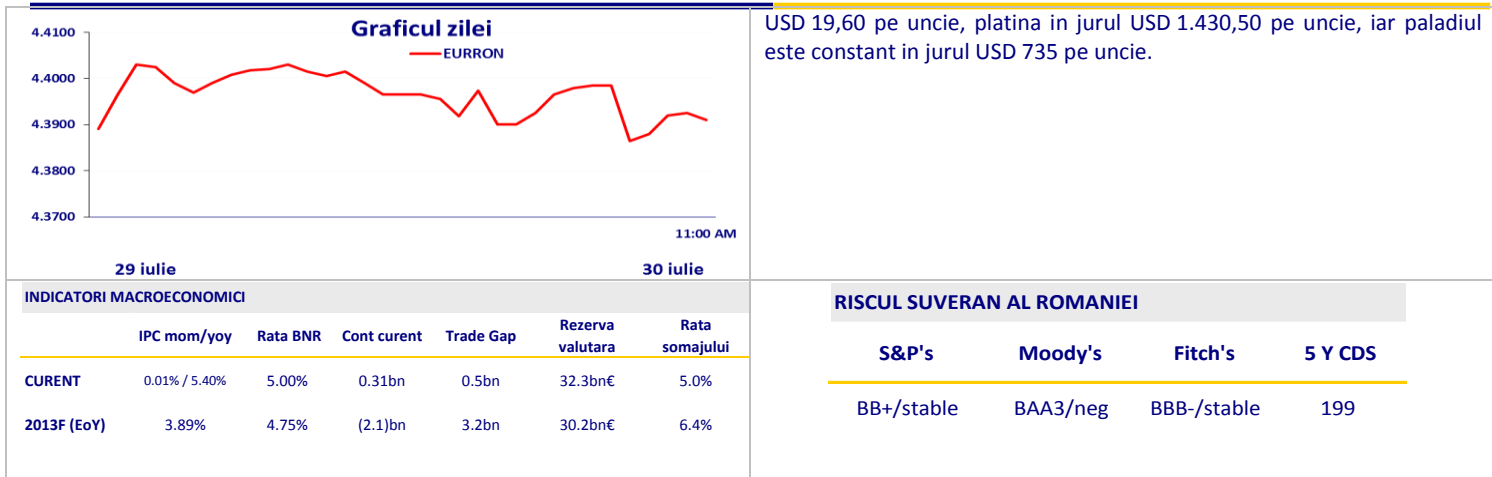 Graficul zilei
EURRON
4.4100
4.4000
4.3900
4.3800
4.3700
11:00 AM
29 iulie 30 iulie
USD 19,60 pe uncie, platina in jurul USD 1.430,50 pe uncie, iar paladiul
este constant in jurul USD 735 pe uncie.
INDICATORI MACROECONOMICI
IPC mom/yoy Rata BNR Cont curent Trade Gap Rezerva valutara Rata somajului
CURENT 0.01% / 5.40% 5.00% 0.31bn 0.5bn 32.3bn€ 5.0%
2013F (EoY) 3.89% 4.75% (2.1)bn 3.2bn 30.2bn€ 6.4%
RISCUL SUVERAN AL ROMANIEI
S&P's Moody's Fitch's 5 Y CDS
BB+/stable BAA3/neg BBB-/stable 199